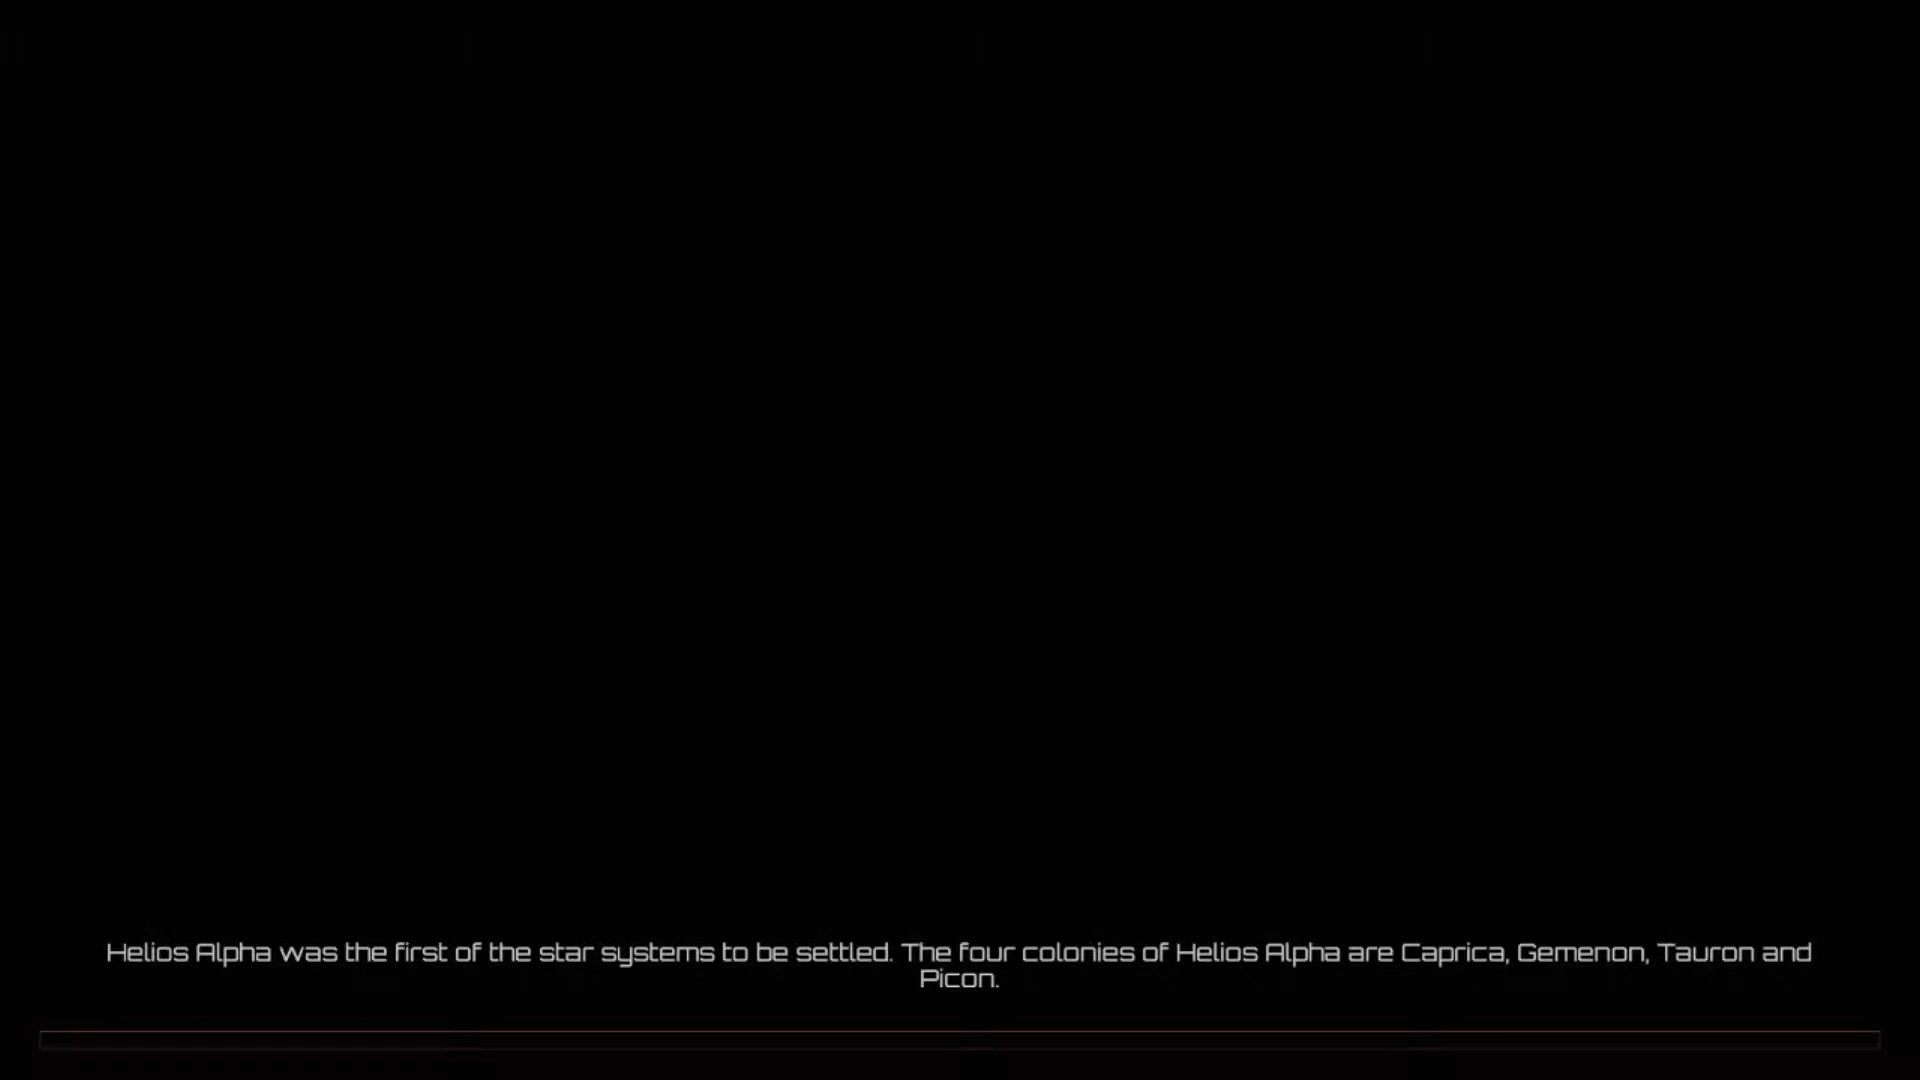 Helios Alpha was the first of the star systems to be settled. The four colonies of Helios Alpha are Caprica, Gemenon, Tauron and
Picon.